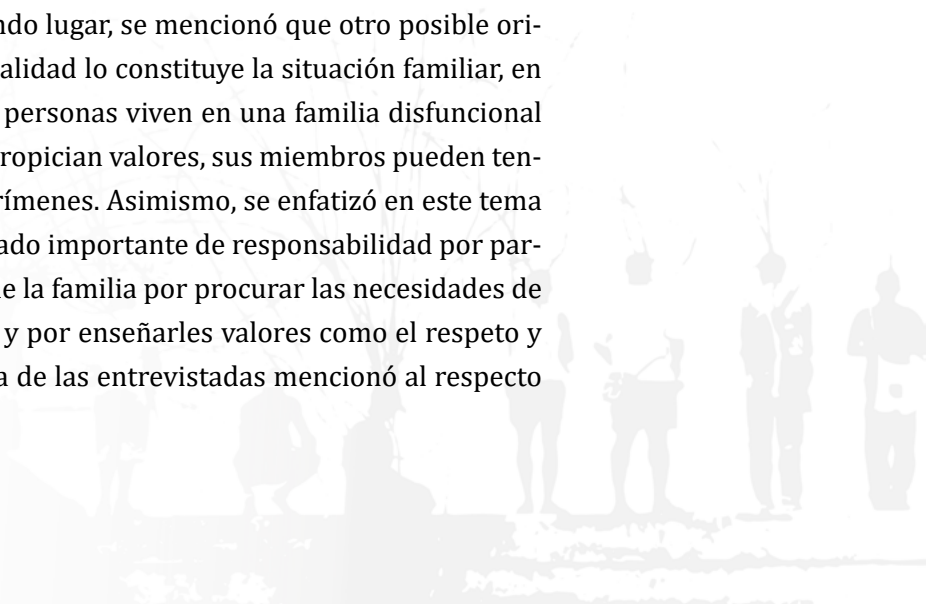 ndo lugar, se mencionó que otro posible ori-
alidad lo constituye la situación familiar, en
personas viven en una familia disfuncional
ropician valores, sus miembros pueden ten-
rímenes. Asimismo, se enfatizó en este tema
ado importante de responsabilidad por par-
e la familia por procurar las necesidades de
y por enseñarles valores como el respeto y
a de las entrevistadas mencionó al respecto